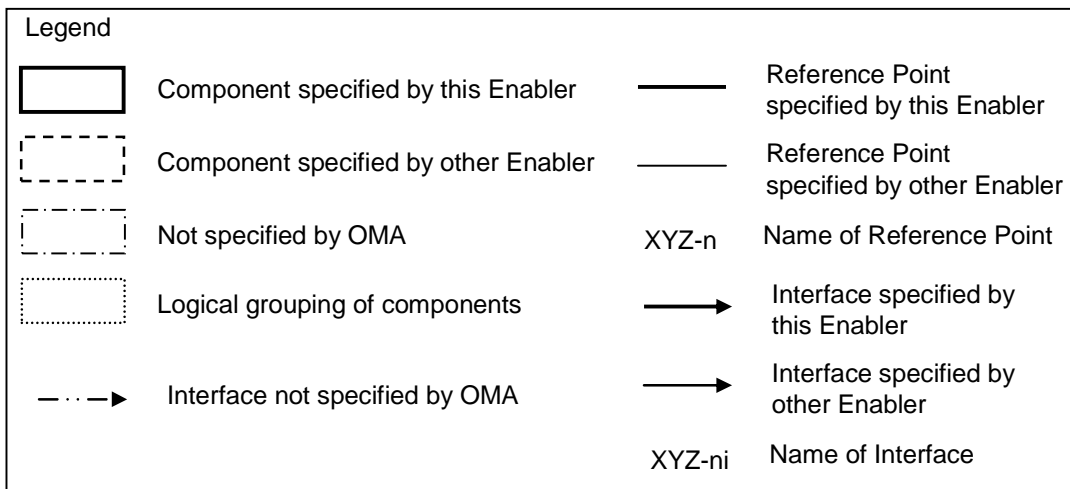 Legend
Component specified by this Enabler
Component specified by other Enabler
Not specified by OMA
Logical grouping of components
Interface not specified by OMA
Reference Point
specified by this Enabler
Reference Point
specified by other Enabler
XYZ-n Name of Reference Point
Interface specified by
this Enabler
Interface specified by
other Enabler
XYZ-ni Name of Interface